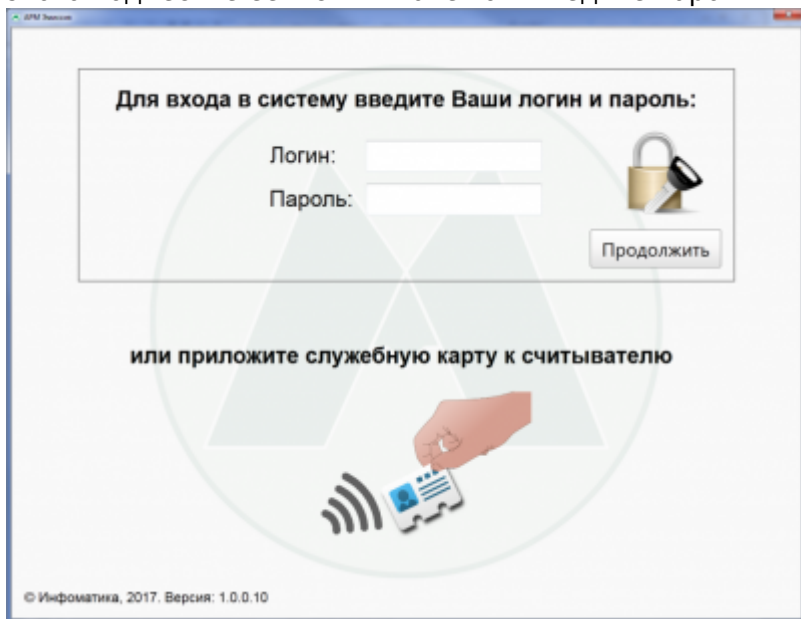 Для входа в систему введите Ваши логин и пароль:
Логин:
Пароль:
Продолжить
или приложите служебную карту к считывателю
© Инфоматика, 2017. Версия: 1.0.0.10